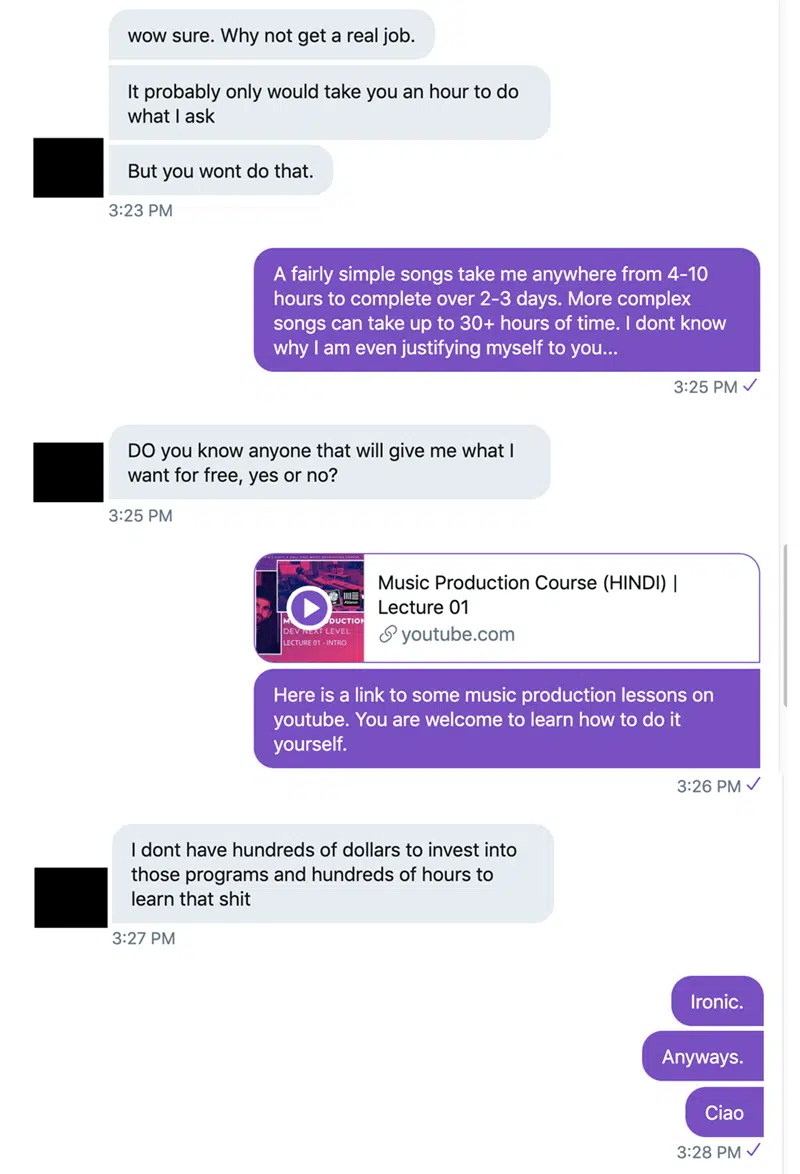 wow sure. Why not get a real job.
It probably only would take you an hour to do
what I ask
But you wont do that.
3:23 PM
A fairly simple songs take me anywhere from 4-10
hours to complete over 2-3 days. More complex
songs can take up to 30+ hours of time. I dont know
why I am even justifying myself to you...
3:25 PM
DO you know anyone that will give me what I
want for free, yes or no?
3:25 PM
DEV NEXT LEVEL
LECTURE 01 - INTRO
Music Production Course (HINDI) |
Lecture 01
youtube.com
Here is a link to some music production lessons on
youtube. You are welcome to learn how to do it
yourself.
3:26 PM
I dont have hundreds of dollars to invest into
those programs and hundreds of hours to
learn that shit
3:27 PM
Ironic.
Anyways.
Ciao
3:28 PM